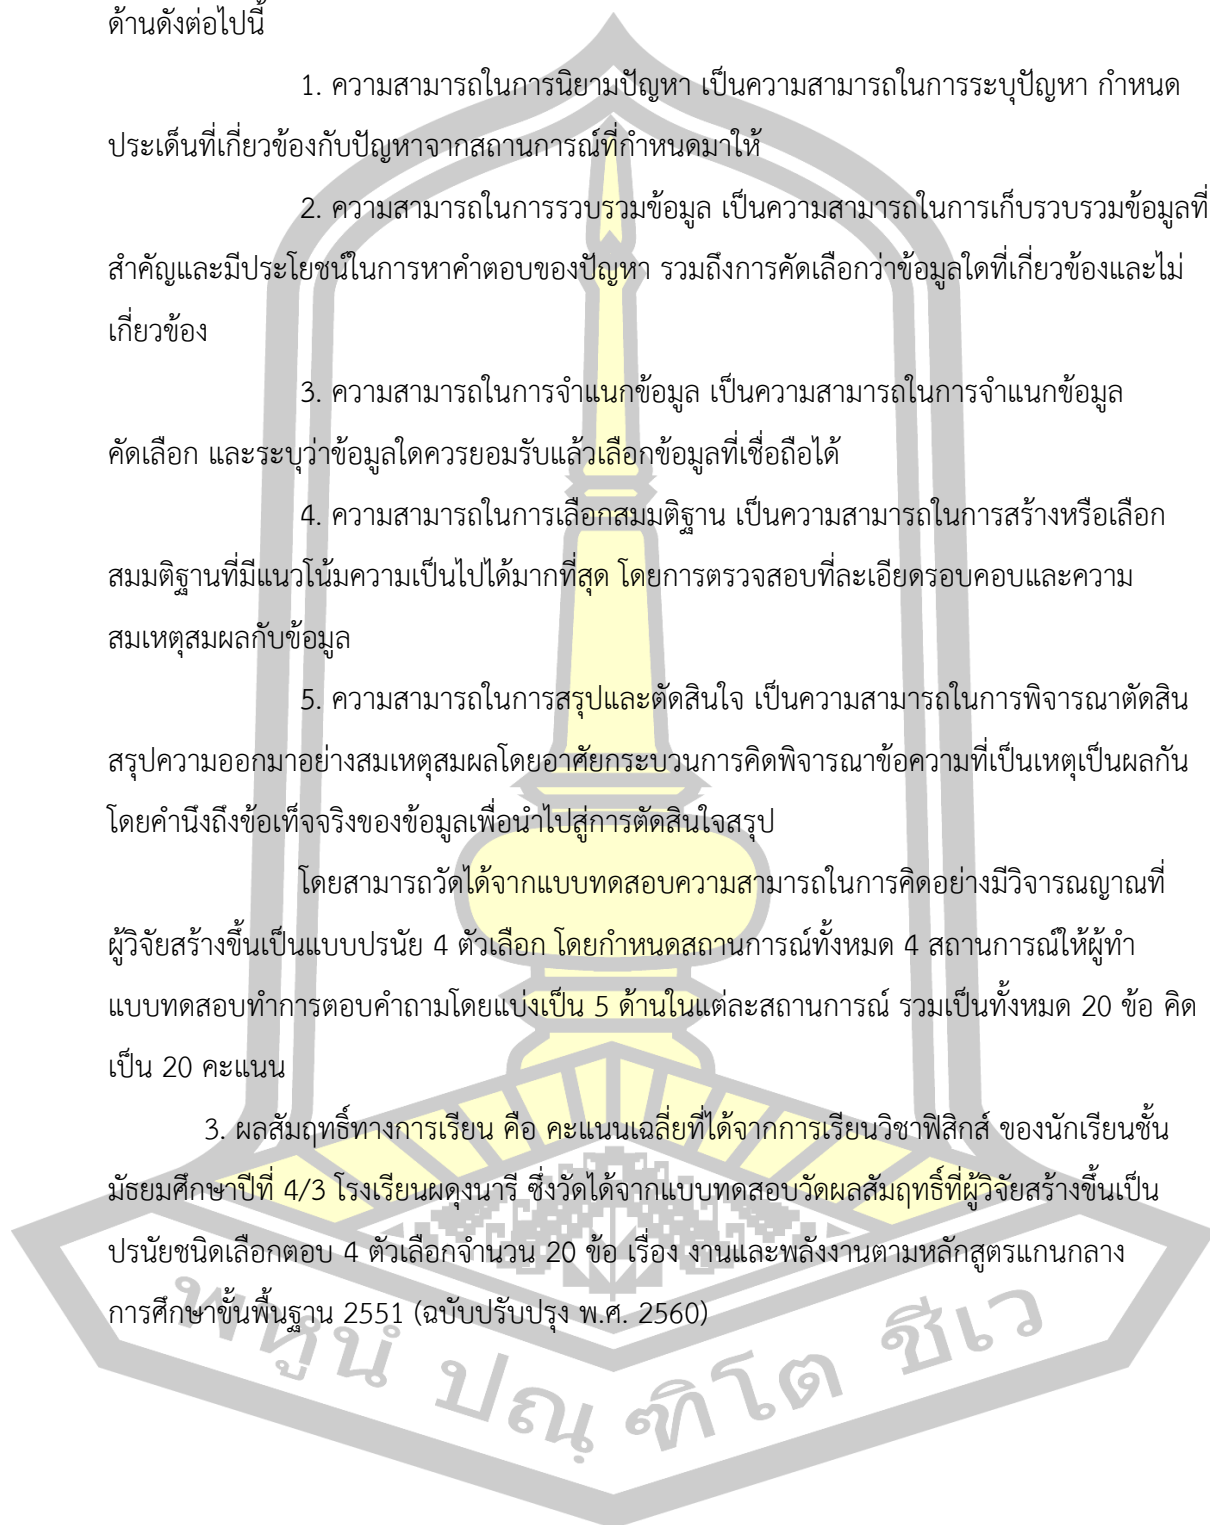 ด้านดังต่อไปนี้
1. ความสามารถในการนิยามปัญหา เป็นความสามารถในการระบุปัญหา กำหนด
ประเด็นที่เกี่ยวข้องกับปัญหาจากสถานการณ์ที่กำหนดมาให้
2. ความสามารถในการรวบรวมข้อมูล เป็นความสามารถในการเก็บรวบรวมข้อมูลที่
สำคัญและมีประโยชน์ในการหาคำตอบของปัญหา รวมถึงการคัดเลือกว่าข้อมูลใดที่เกี่ยวข้องและไม่
เกี่ยวข้อง
3. ความสามารถในการจำแนกข้อมูล เป็นความสามารถในการจำแนกข้อมูล
คัดเลือก และระบุว่าข้อมูลใดควรยอมรับแล้วเลือกข้อมูลที่เชื่อถือได้
4. ความสามารถในการเลือกสมมติฐาน เป็นความสามารถในการสร้างหรือเลือก
สมมติฐานที่มีแนวโน้มความเป็นไปได้มากที่สุด โดยการตรวจสอบที่ละเอียดรอบคอบและความ
สมเหตุสมผลกับข้อมูล
5. ความสามารถในการสรุปและตัดสินใจ เป็นความสามารถในการพิจารณาตัดสิน
สรุปความออกมาอย่างสมเหตุสมผลโดยอาศัยกระบวนการคิดพิจารณาข้อความที่เป็นเหตุเป็นผลกัน
โดยคำนึงถึงข้อเท็จจริงของข้อมูลเพื่อนำไปสู่การตัดสินใจสรุป
โดยสามารถวัดได้จากแบบทดสอบความสามารถในการคิดอย่างมีวิจารณญาณที่
ผู้วิจัยสร้างขึ้นเป็นแบบปรนัย 4 ตัวเลือก โดยกำหนดสถานการณ์ทั้งหมด 4 สถานการณ์ให้ผู้ทำ
แบบทดสอบทำการตอบคำถามโดยแบ่งเป็น 5 ด้านในแต่ละสถานการณ์ รวมเป็นทั้งหมด 20 ข้อ คิด
เป็น 20 คะแนน
3. ผลสัมฤทธิ์ทางการเรียน คือ คะแนนเฉลี่ยที่ได้จากการเรียนวิชาฟิสิกส์ ของนักเรียนชั้น
มัธยมศึกษาปีที่ 4/3 โรงเรียนผดุงนารี ซึ่งวัดได้จากแบบทดสอบวัดผลสัมฤทธิ์ที่ผู้วิจัยสร้างขึ้นเป็น
ปรนัยชนิดเลือกตอบ 4 ตัวเลือกจำนวน 20 ข้อ เรื่อง งานและพลังงานตามหลักสูตรแกนกลาง
การศึกษาขั้นพื้นฐาน 2551 (ฉบับปรับปรุง พ.ศ. 2560)
พหูนํ ปณฺฑิโต ชีเว